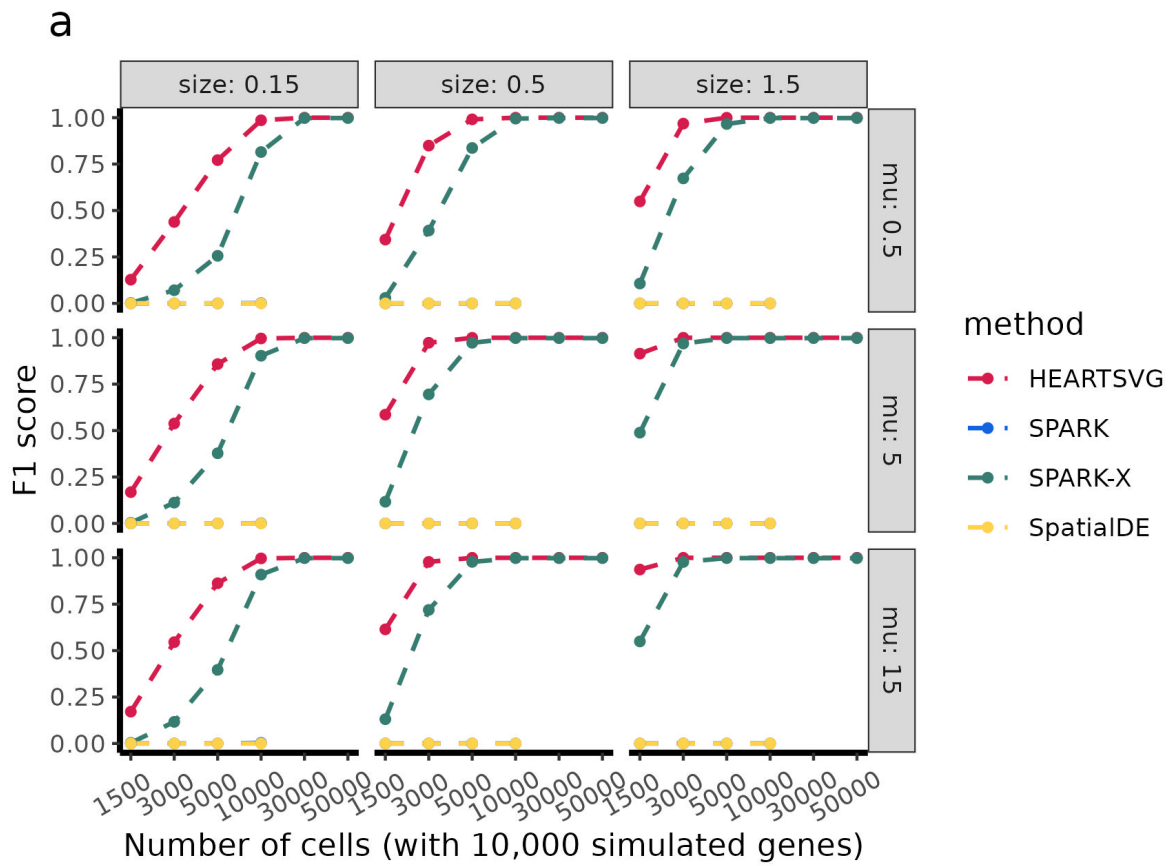 a
size: 0.15
size: 0.5
size: 1.5
1.00
0.75
0.50
0.25
0.00
mu: 0.5
1.00
0.75
0.50
0.25
0.00
mu: 5
1.00
0.75
0.50
0.25
0.00
mu: 15
F1 score
1500 3000 5000 10000 30000 50000
1500 3000 5000 10000 30000 50000
1500 3000 5000 10000 30000 50000
Number of cells (with 10,000 simulated genes)
method
HEARTSVG
SPARK
SPARK-X
SpatialDE